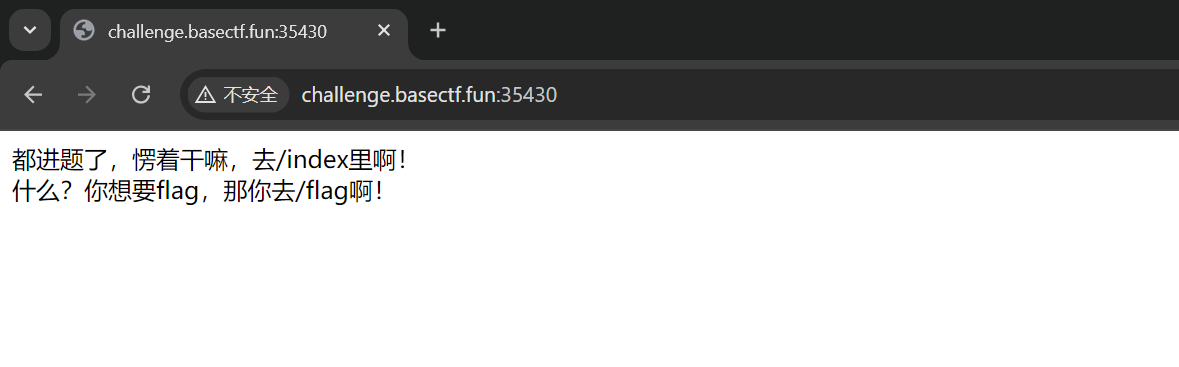 challenge.basectf.fun:35430
不安全 challenge.basectf.fun:35430
都进题了，愣着干嘛，去/index里啊！
什么？你想要flag，那你去/flag啊！